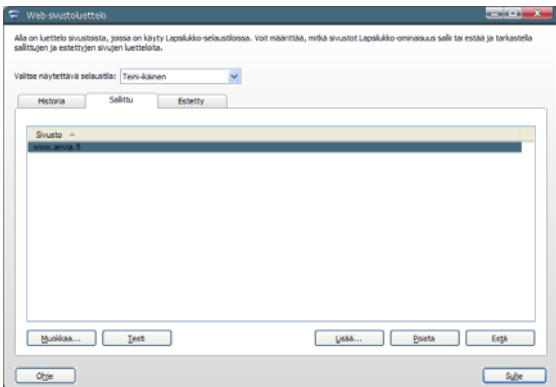 Web-sivustoluettelo
Alla on luettelo sivustoista, joissa on käyty Lapsilukko-selaustiloissa. Voit määrittää, mitkä sivustot Lapsilukko-ominaisuus sallii tai estää ja tarkastella
sallittujen ja estettyjen sivujen luetteloita.
Valitse näytettävä selaustila: Teini-ikäinen
Historia Sallittu Estetty
Sivusto
www.anvia.fi
Muokkaa... Testi Lisää... Poista Estä
Ohje Sulje